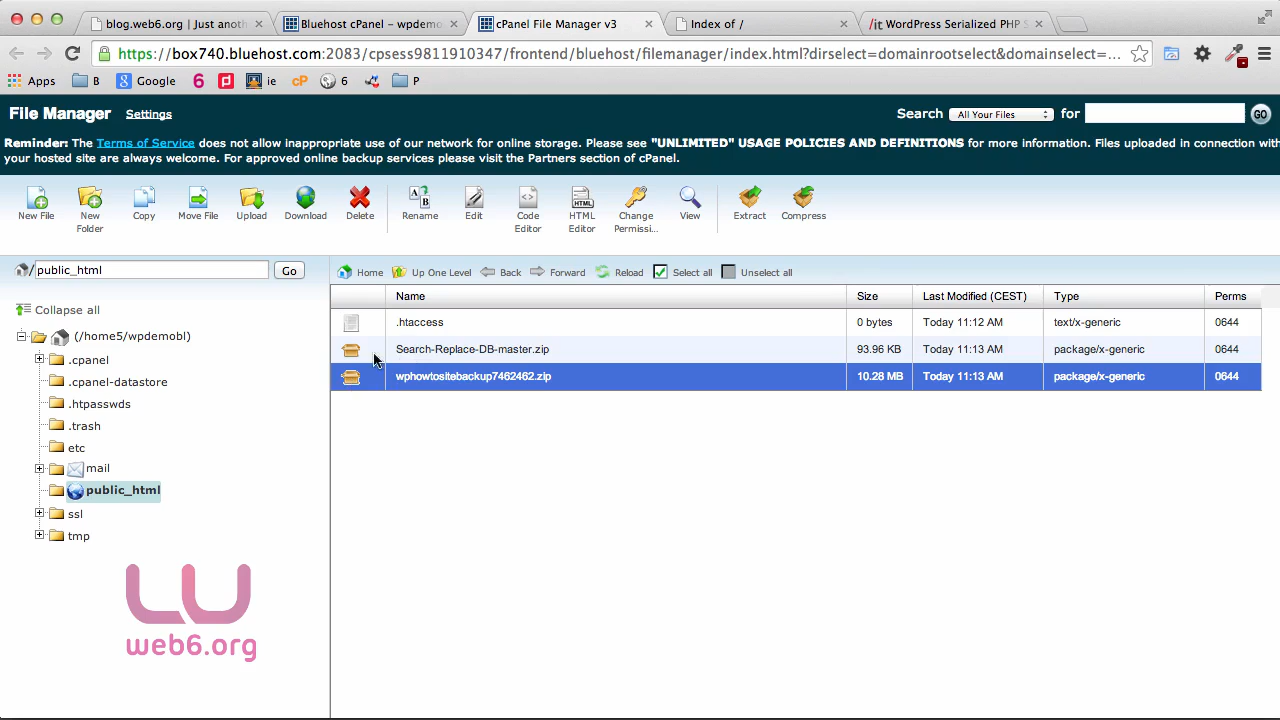 blog.web6.org | Just anoth
Bluehost cPanel – wpdemo
cPanel File Manager v3
Index of /
/it WordPress Serialized PHP S
https://box740.bluehost.com:2083/cpsess9811910347/frontend/bluehost/filemanager/index.html?dirselect=domainrootselect&domainselect=...
Apps B Google 6 ie cP 6 P
File Manager Settings
Search All Your Files for GO
Reminder: The Terms of Service does not allow inappropriate use of our network for online storage. Please see "UNLIMITED" USAGE POLICIES AND DEFINITIONS for more information. Files uploaded in connection with
your hosted site are always welcome. For approved online backup services please visit the Partners section of cPanel.
New File
New Folder
Copy
Move File
Upload
Download
Delete
Rename
Edit
Code Editor
HTML Editor
Change Permissi...
View
Extract
Compress
/ public_html Go
Home Up One Level Back Forward Reload Select all Unselect all
Collapse all
(/home5/wpdemobl)
.cpanel
.cpanel-datastore
.htpasswds
.trash
etc
mail
public_html
ssl
tmp
web6.org
Name Size Last Modified (CEST) Type Perms
.htaccess 0 bytes Today 11:12 AM text/x-generic 0644
Search-Replace-DB-master.zip 93.96 KB Today 11:13 AM package/x-generic 0644
wphowtositebackup7462462.zip 10.28 MB Today 11:13 AM package/x-generic 0644